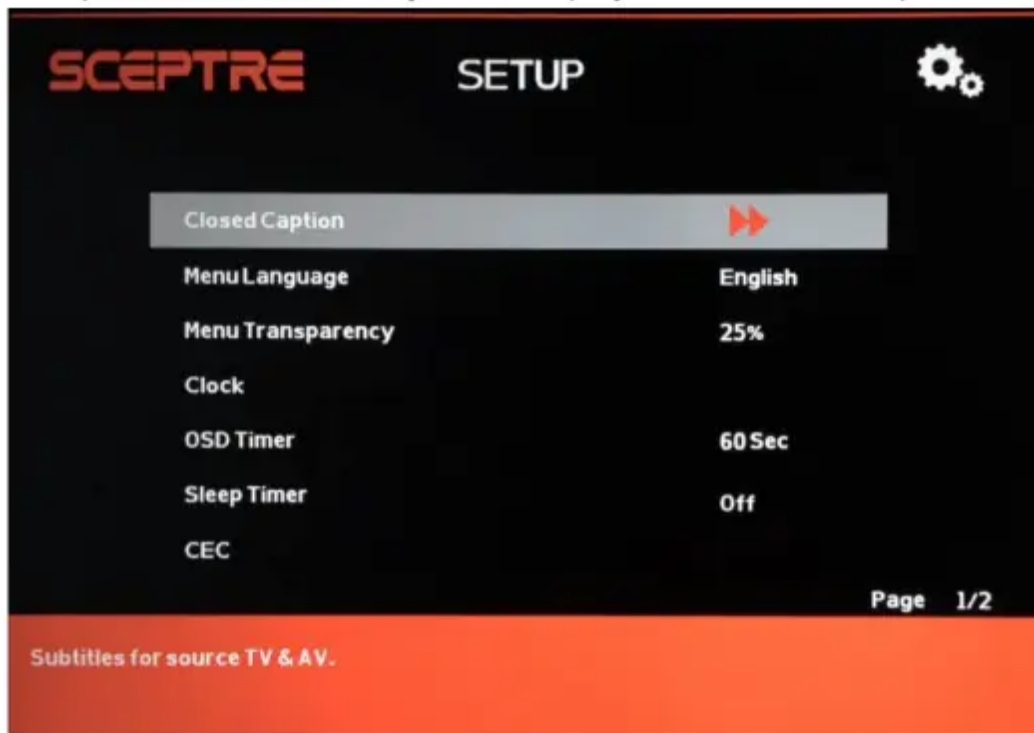 SCEPTRE SETUP
Closed Caption
Menu Language English
Menu Transparency 25%
Clock
OSD Timer 60 Sec
Sleep Timer Off
CEC
Page 1/2
Subtitles for source TV & AV.